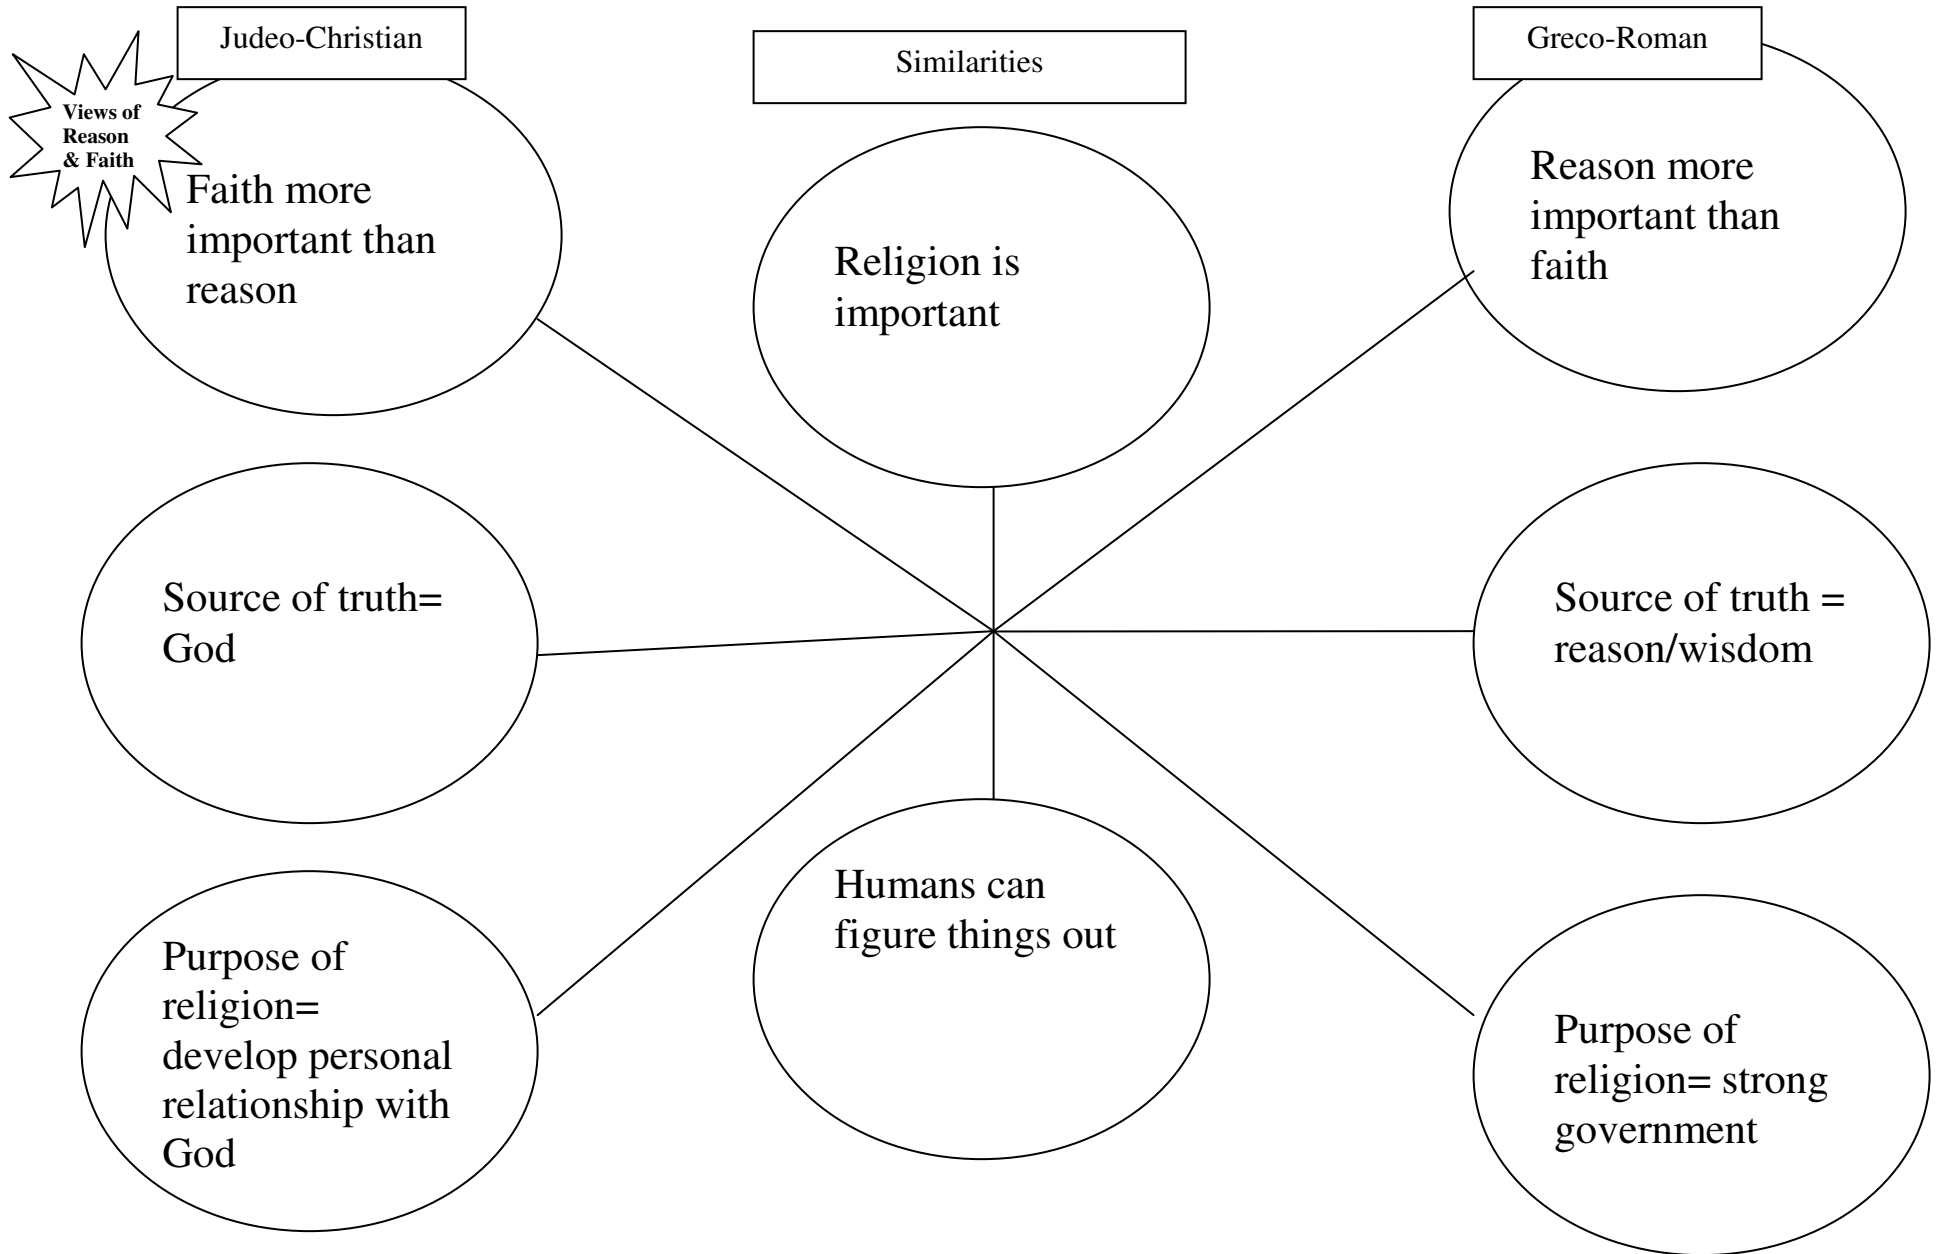 Judeo-Christian
Similarities
Greco-Roman
Views of
Reason
& Faith
Faith more
important than
reason
Religion is
important
Reason more
important than
faith
Source of truth=
God
Source of truth =
reason/wisdom
Purpose of
religion=
develop personal
relationship with
God
Humans can
figure things out
Purpose of
religion= strong
government